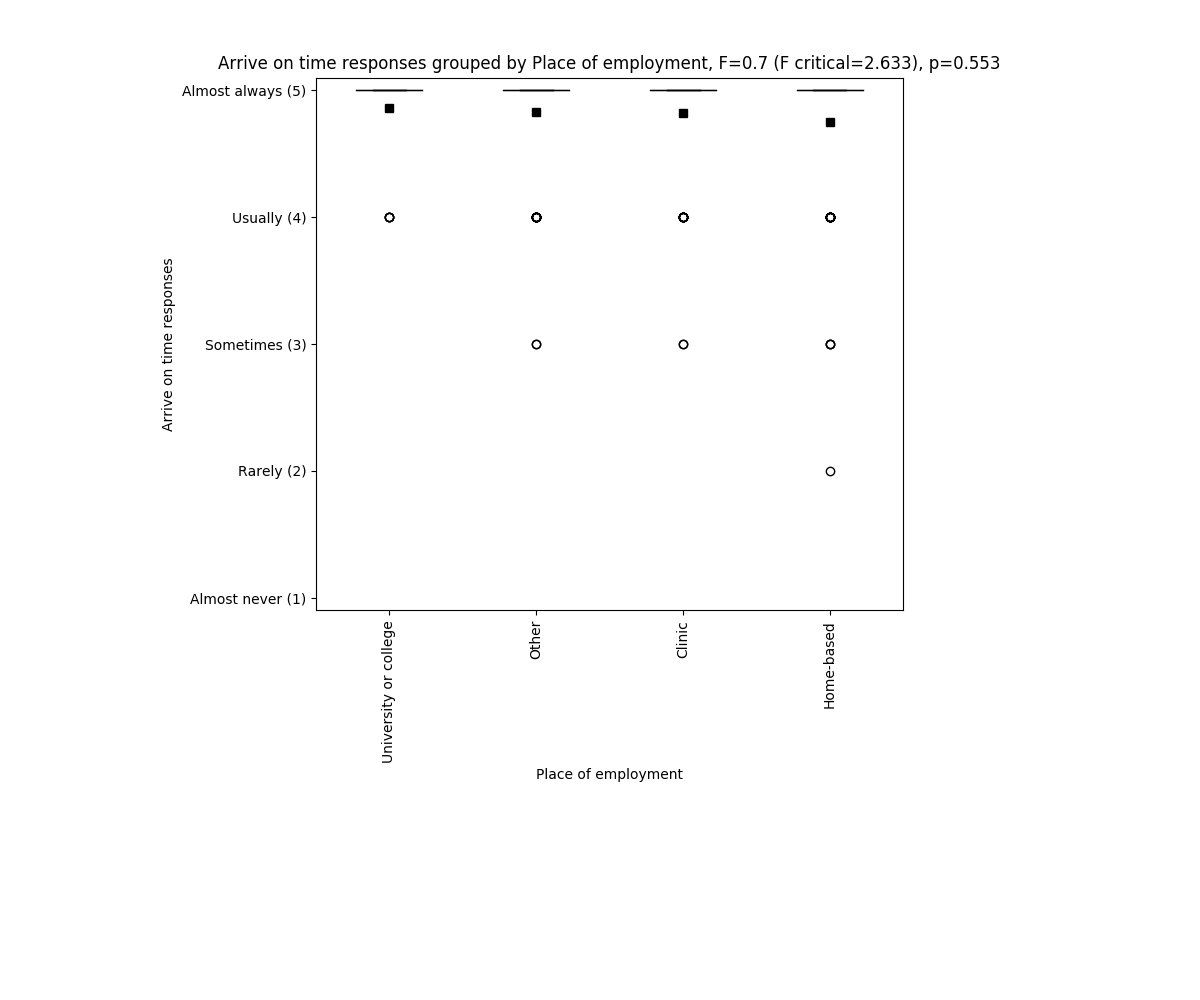 Arrive on time responses grouped by Place of employment, F=0.7 (F critical=2.633), p=0.553
Almost always (5)
Usually (4)
Sometimes (3)
Rarely (2)
Almost never (1)
Arrive on time responses
University or college
Other
Clinic
Home-based
Place of employment